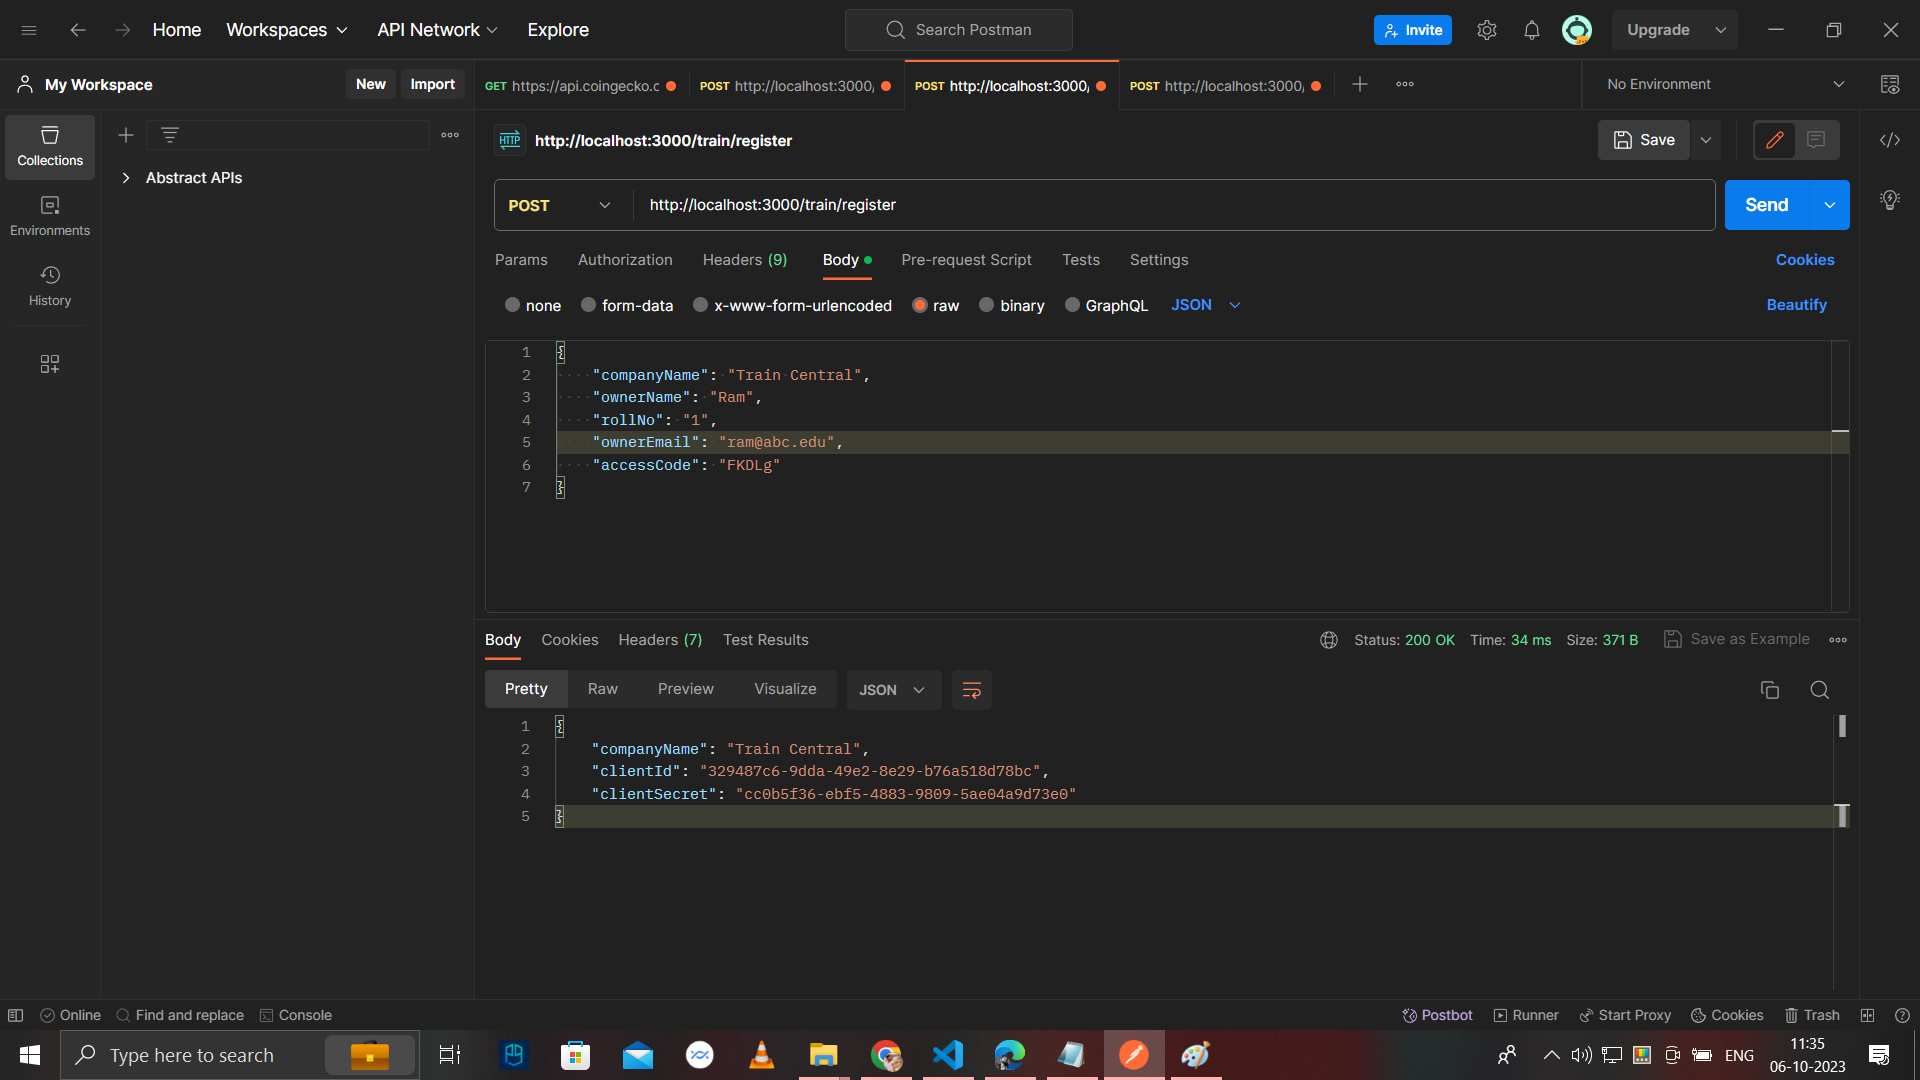 Home Workspaces API Network Explore Search Postman Invite Upgrade
My Workspace New Import GET https://api.coingecko.c POST http://localhost:3000/ POST http://localhost:3000/ POST http://localhost:3000/ No Environment
Collections
Environments
History
Abstract APIs
HTTP http://localhost:3000/train/register Save
POST http://localhost:3000/train/register Send
Params Authorization Headers (9) Body Pre-request Script Tests Settings Cookies
none form-data x-www-form-urlencoded raw binary GraphQL JSON Beautify
1 {
2 "companyName": "Train Central",
3 "ownerName": "Ram",
4 "rollNo": "1",
5 "ownerEmail": "ram@abc.edu",
6 "accessCode": "FKDLg"
7 }
Body Cookies Headers (7) Test Results Status: 200 OK Time: 34 ms Size: 371 B Save as Example
Pretty Raw Preview Visualize JSON
1 {
2 "companyName": "Train Central",
3 "clientId": "329487c6-9dda-49e2-8e29-b76a518d78bc",
4 "clientSecret": "cc0b5f36-ebf5-4883-9809-5ae04a9d73e0"
5 }
Online Find and replace Console Postbot Runner Start Proxy Cookies Trash
Type here to search ENG 11:35
06-10-2023